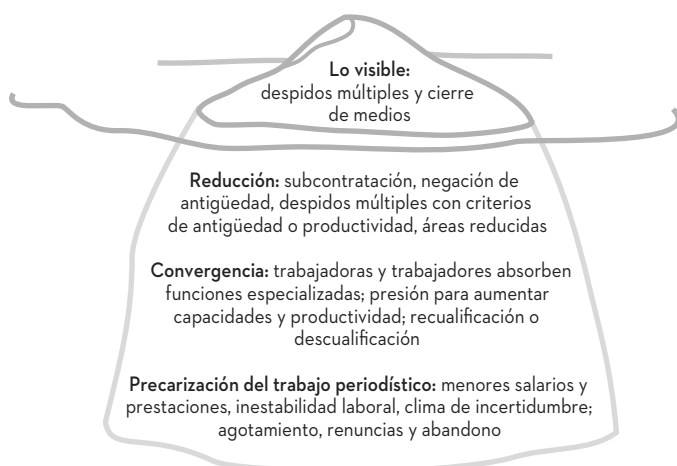 Lo visible:
despidos múltiples y cierre
de medios
Reducción: subcontratación, negación de
antigüedad, despidos múltiples con criterios
de antigüedad o productividad, áreas reducidas
Convergencia: trabajadoras y trabajadores absorben
funciones especializadas; presión para aumentar
capacidades y productividad; recualificación o
descualificación
Precarización del trabajo periodístico: menores salarios y
prestaciones, inestabilidad laboral, clima de incertidumbre;
agotamiento, renuncias y abandono